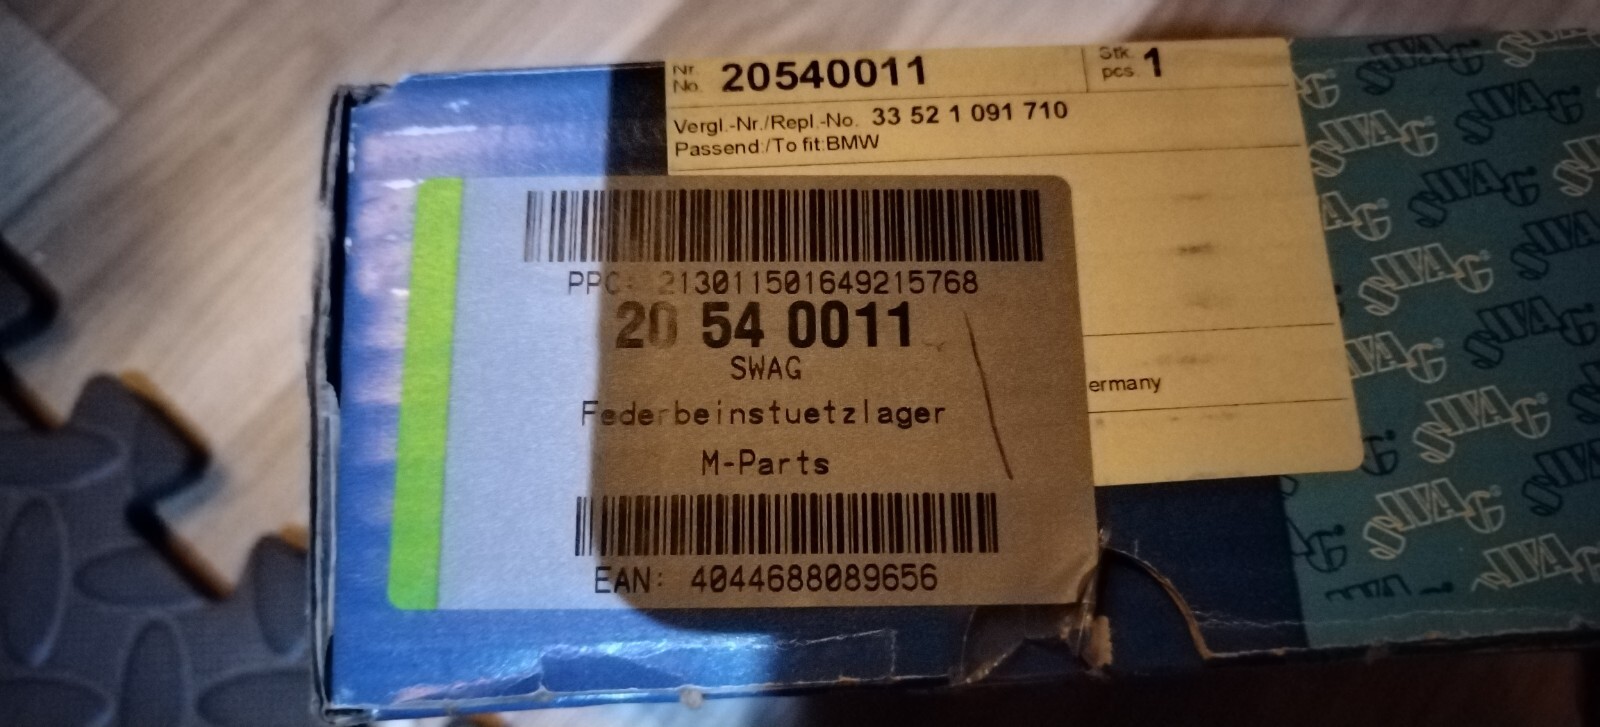 Nr. No. 20540011 Stk. pcs. 1
Vergl.-Nr./Repl.-No. 33 52 1 091 710
Passend:/To fit:BMW
PPC: 213011501649215768
20 54 0011
SWAG
Federbeinstuetzlager
M-Parts
EAN: 4044688089656
ermany
SWAG